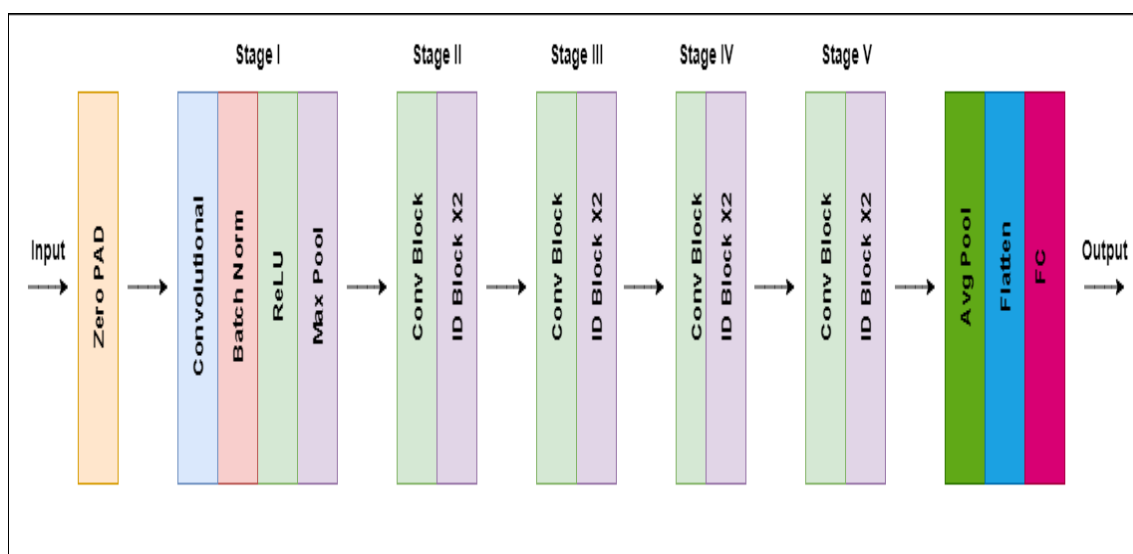 Stage I
Stage II
Stage III
Stage IV
Stage V
Input
Zero PAD
Convolutional
Batch Norm
ReLU
Max Pool
Conv Block
ID Block X2
Conv Block
ID Block X2
Conv Block
ID Block X2
Conv Block
ID Block X2
Avg Pool
Flatten
FC
Output